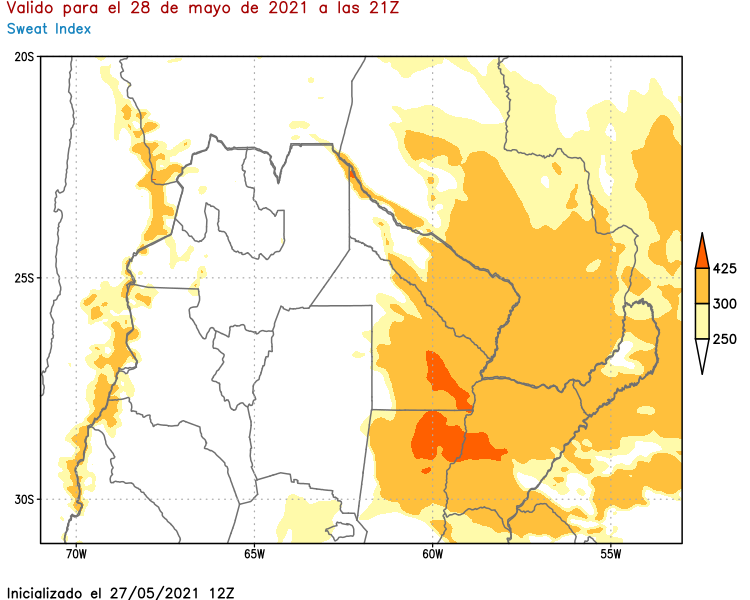 Valido para el 28 de mayo de 2021 a las 21Z
Sweat Index
20S
25S
30S
70W
65W
60W
55W
425
300
250
Inicializado el 27/05/2021 12Z